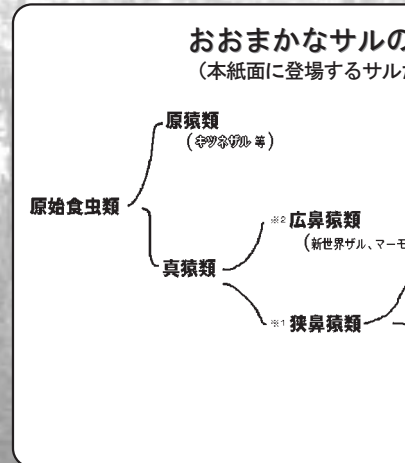 おおまかなサルの
(本紙面に登場するサルが
原猿類
(キツネザル 等)
原始食虫類
※2 広鼻猿類
(新世界ザル、マーモ
真猿類
※1 狭鼻猿類